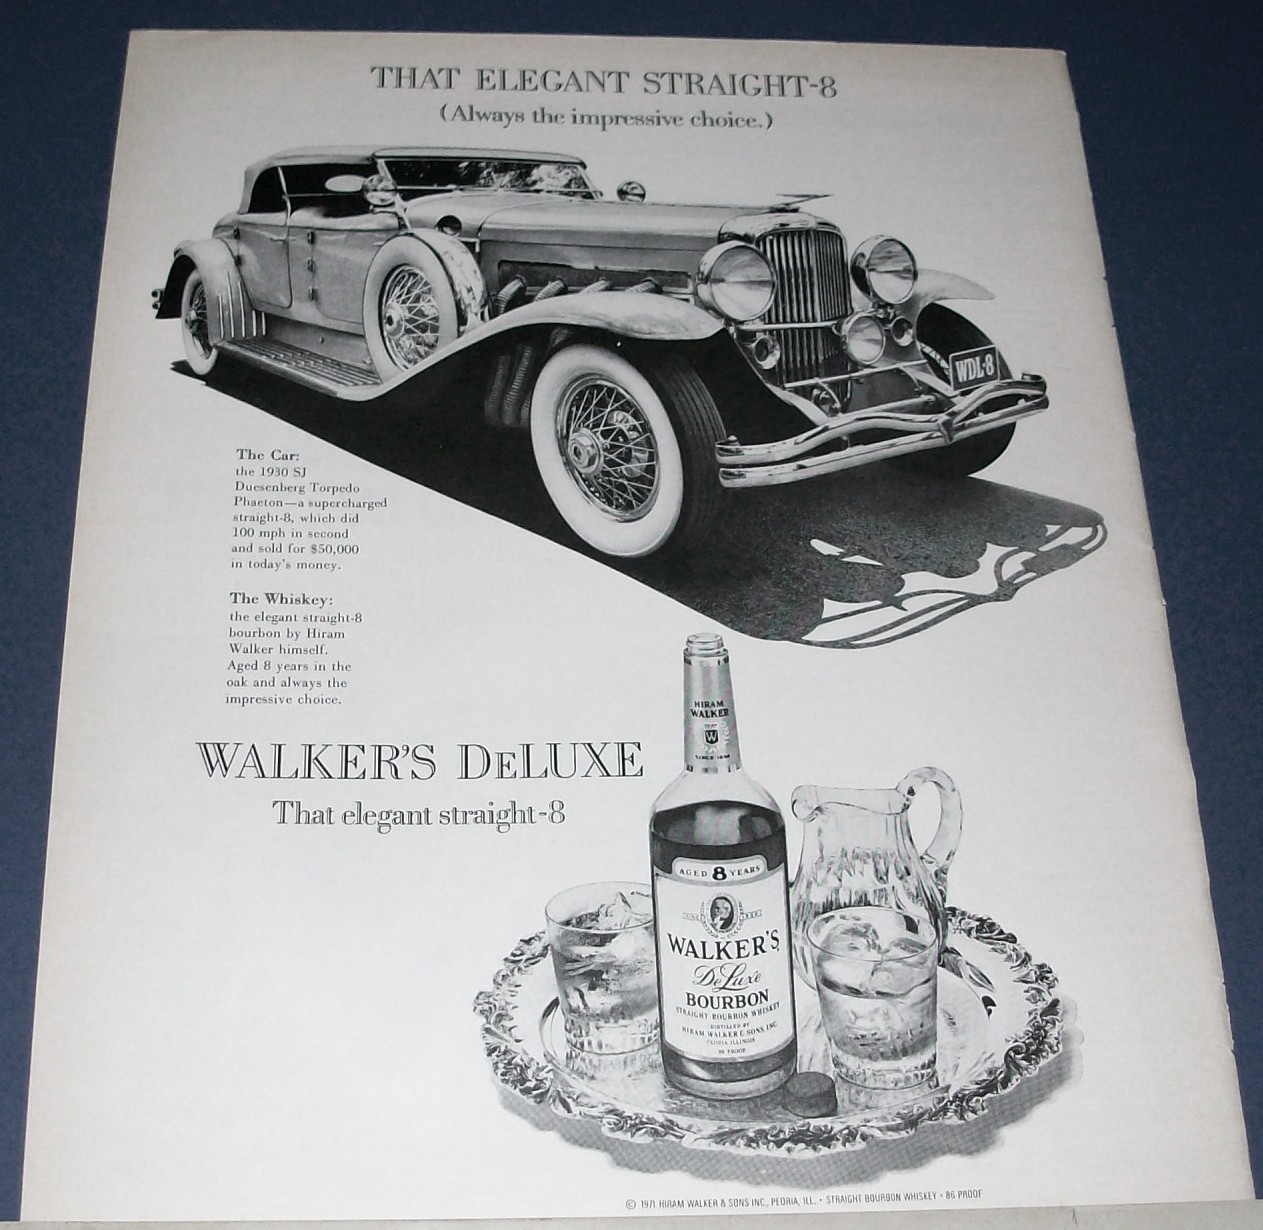 THAT ELEGANT STRAIGHT-8
(Always the impressive choice.)
WDL-8
The Car:
the 1930 SJ
Duesenberg Torpedo
Phaeton—a supercharged
straight-8, which did
100 mph in second
and sold for $50,000
in today's money.
The Whiskey:
the elegant straight-8
bourbon by Hiram
Walker himself.
Aged 8 years in the
oak and always the
impressive choice.
WALKER'S DeLUXE
That elegant straight-8
HIRAM
WALKER
W
SINCE 1858
AGED 8 YEARS
WALKER'S
DeLuxe
BOURBON
STRAIGHT BOURBON WHISKEY
DISTILLED BY
HIRAM WALKER & SONS, INC.
PEORIA, ILLINOIS
86 PROOF
© 1971 HIRAM WALKER & SONS INC., PEORIA, ILL. • STRAIGHT BOURBON WHISKEY • 86 PROOF